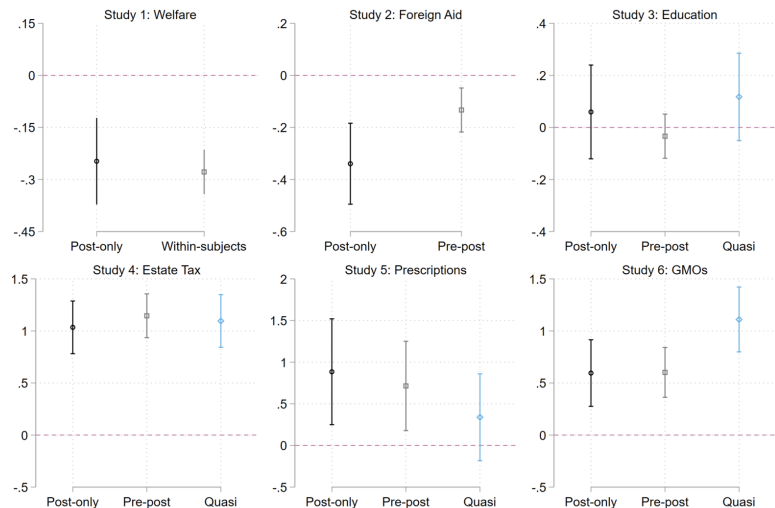 Study 1: Welfare
.15
0
-.15
-.3
-.45
Post-only Within-subjects
Study 2: Foreign Aid
.2
0
-.2
-.4
-.6
Post-only Pre-post
Study 3: Education
.4
.2
0
-.2
-.4
Post-only Pre-post Quasi
Study 4: Estate Tax
1.5
1
.5
0
-.5
Post-only Pre-post Quasi
Study 5: Prescriptions
2
1.5
1
.5
0
-.5
Post-only Pre-post Quasi
Study 6: GMOs
1.5
1
.5
0
-.5
Post-only Pre-post Quasi